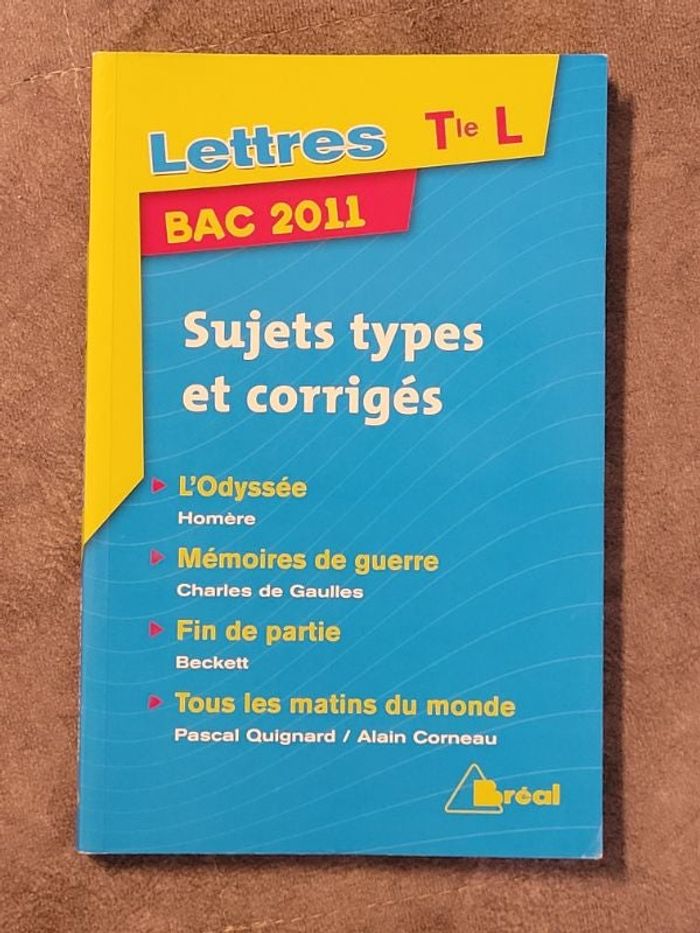 Lettres Tle L
BAC 2011
Sujets types
et corrigés
L'Odyssée
Homère
Mémoires de guerre
Charles de Gaulles
Fin de partie
Beckett
Tous les matins du monde
Pascal Quignard / Alain Corneau
Bréal